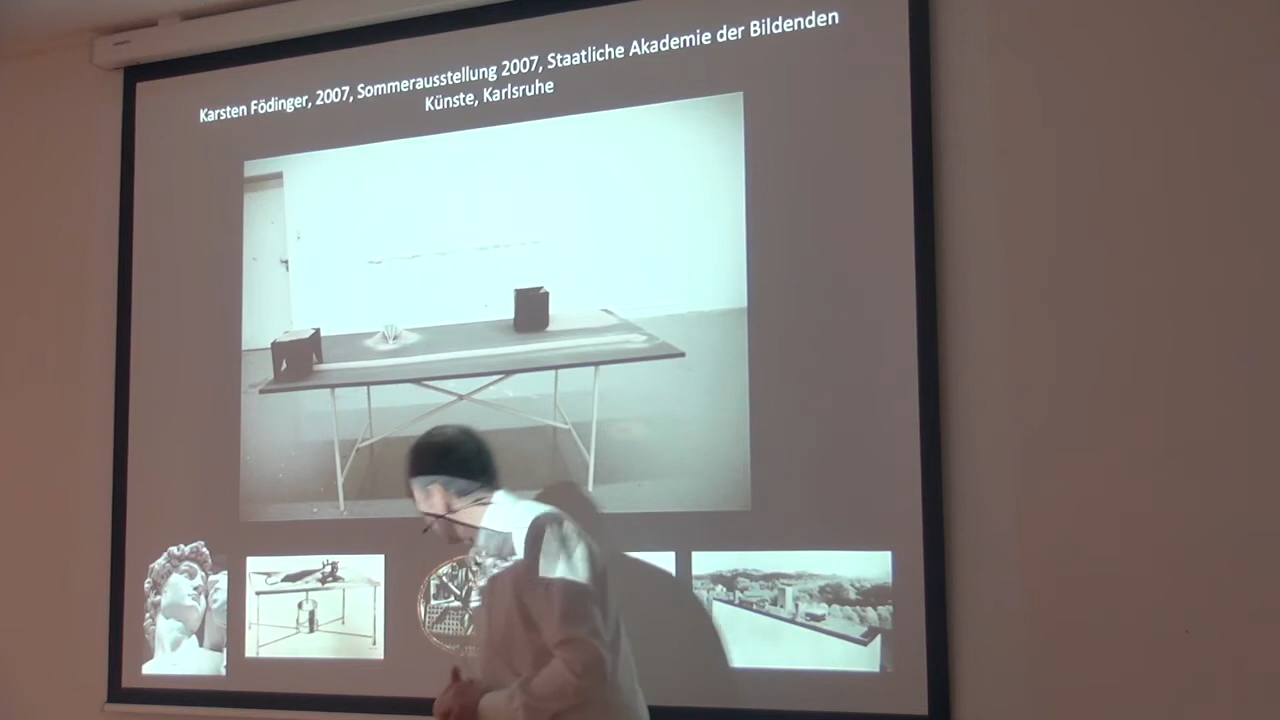 Karsten Födinger, 2007, Sommerausstellung 2007, Staatliche Akademie der Bildenden
Künste, Karlsruhe